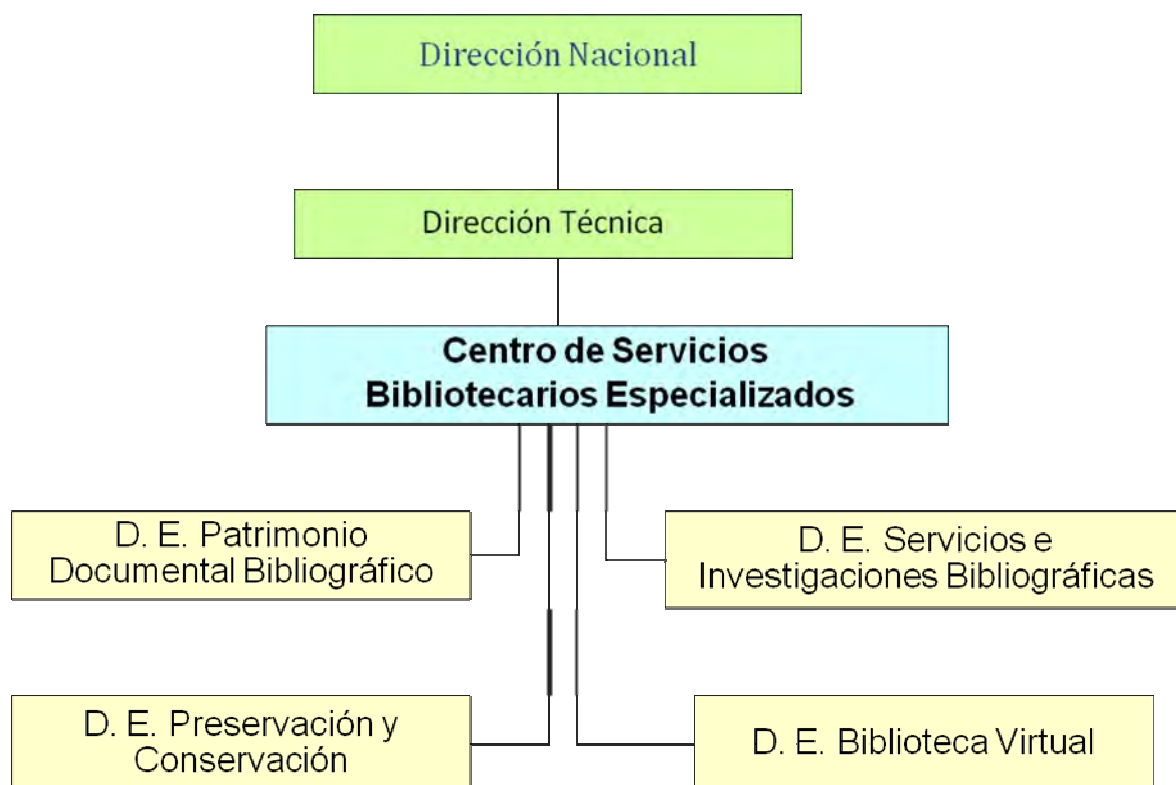 Dirección Nacional
Dirección Técnica
Centro de Servicios
Bibliotecarios Especializados
D. E. Patrimonio
Documental Bibliográfico
D. E. Servicios e
Investigaciones Bibliográficas
D. E. Preservación y
Conservación
D. E. Biblioteca Virtual